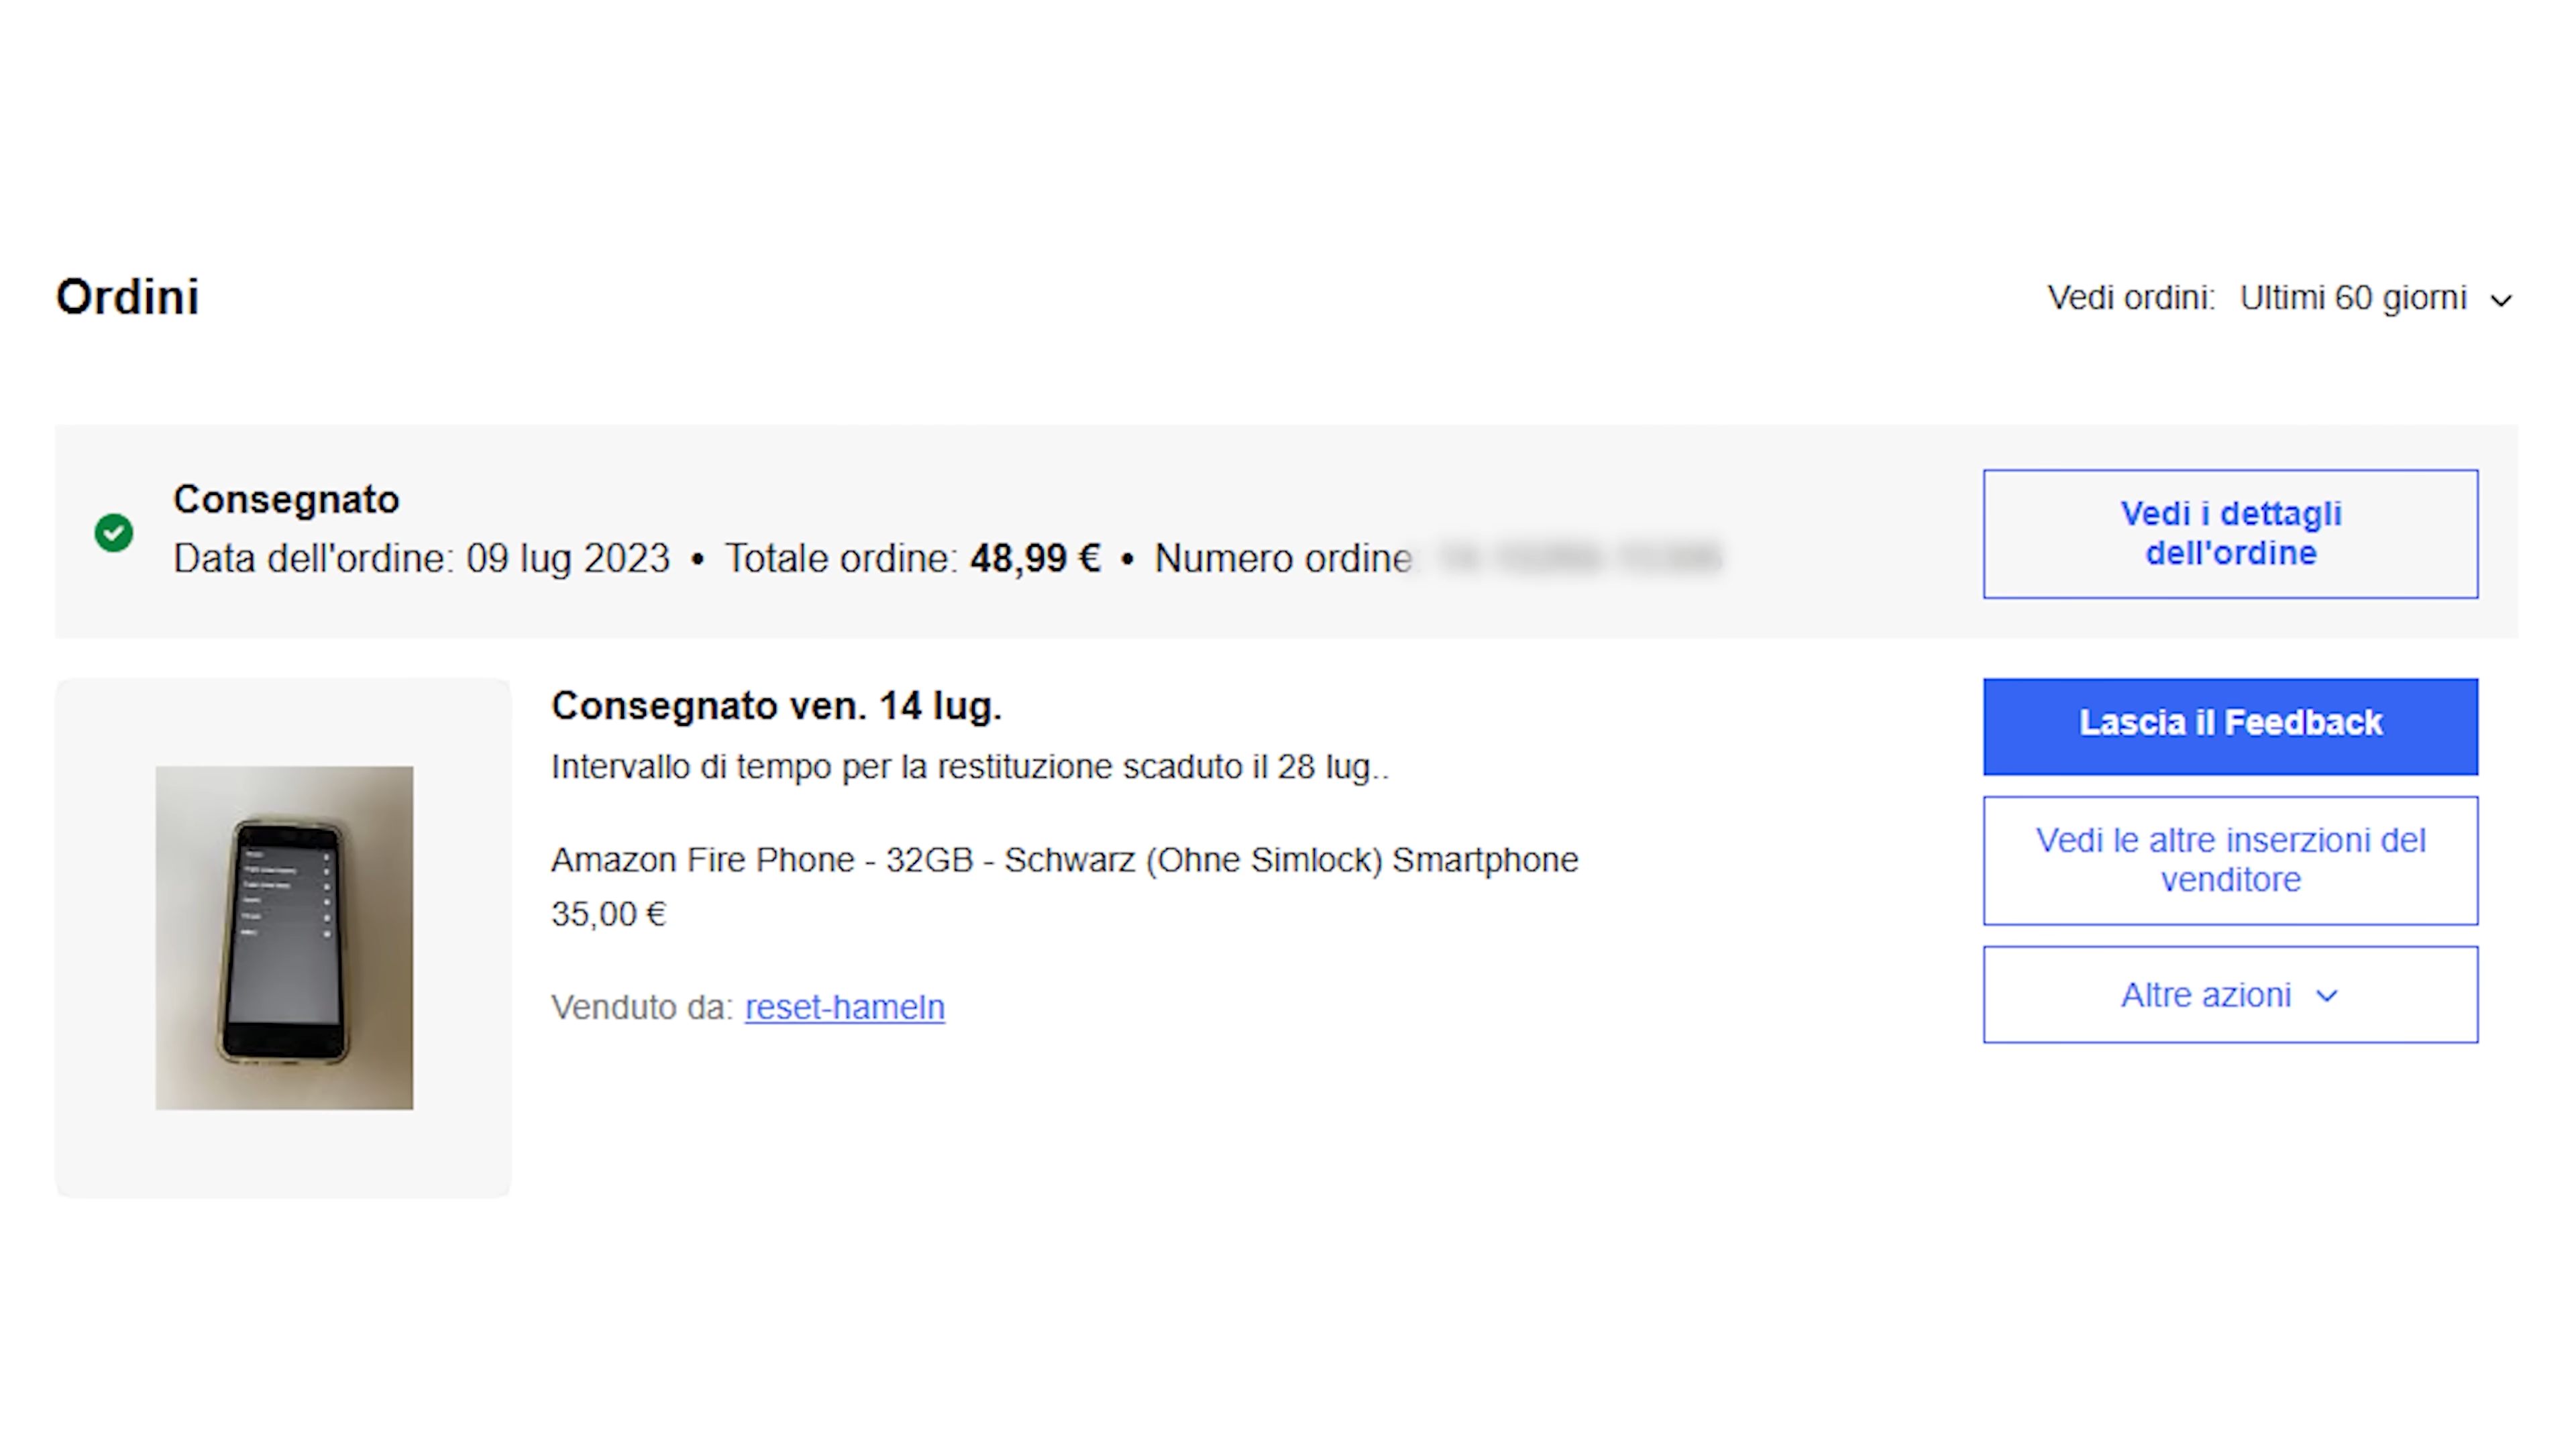 Ordini
Vedi ordini: Ultimi 60 giorni
Consegnato
Data dell'ordine: 09 lug 2023 • Totale ordine: 48,99 € • Numero ordine:
Vedi i dettagli
dell'ordine
Consegnato ven. 14 lug.
Intervallo di tempo per la restituzione scaduto il 28 lug..
Amazon Fire Phone - 32GB - Schwarz (Ohne Simlock) Smartphone
35,00 €
Venduto da: reset-hameln
Lascia il Feedback
Vedi le altre inserzioni del
venditore
Altre azioni